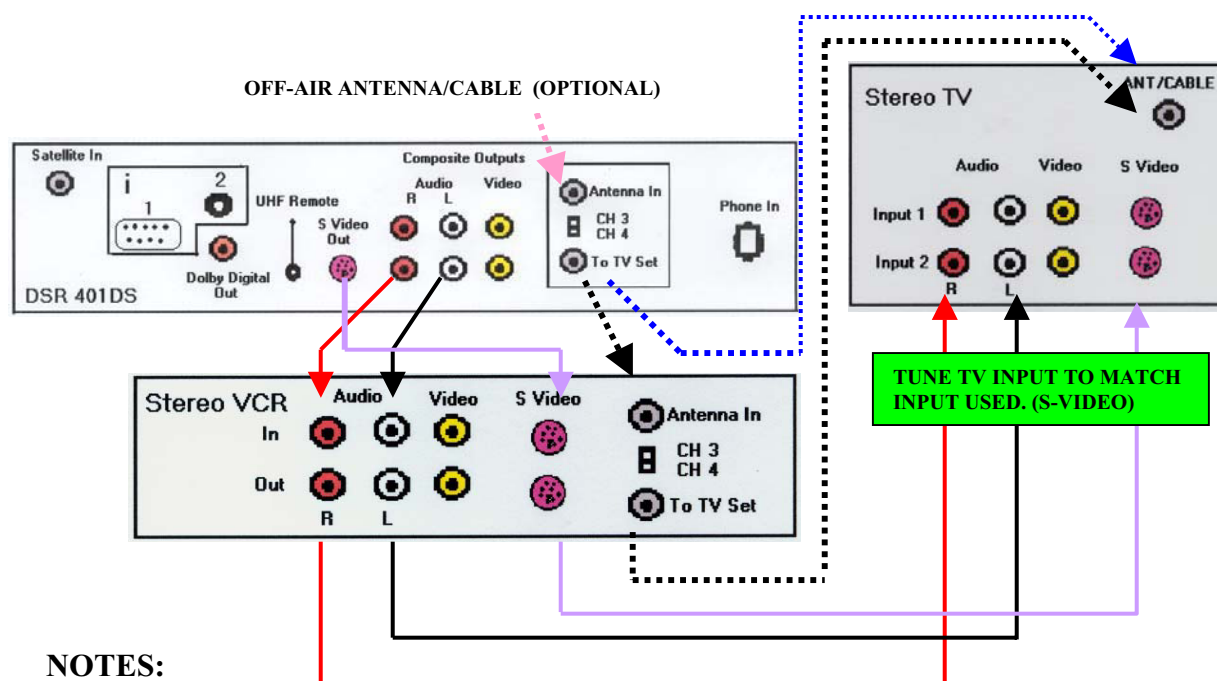 OFF-AIR ANTENNA/CABLE (OPTIONAL)
ANT/CABLE
Stereo TV
Audio Video S Video
Input 1
Input 2
R L
Satellite In
i 2
1
UHF Remote
Dolby Digital
Out
S Video
Out
Composite Outputs
Audio Video
R L
Antenna In
CH 3
CH 4
To TV Set
Phone In
DSR 401DS
TUNE TV INPUT TO MATCH
INPUT USED. (S-VIDEO)
Stereo VCR
Audio Video S Video
In
Out
R L
Antenna In
CH 3
CH 4
To TV Set
NOTES: